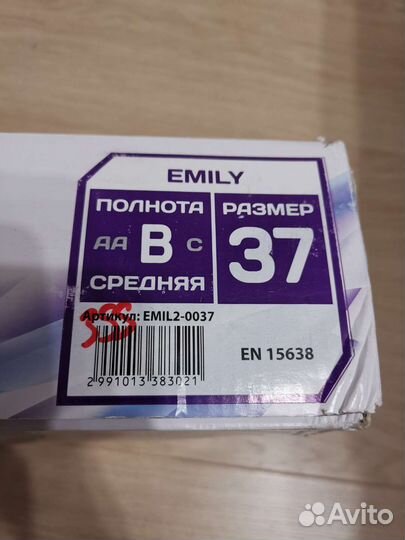 EMILY
ПОЛНОТА
AA B C
СРЕДНЯЯ
РАЗМЕР
37
Артикул: EMIL2-0037
EN 15638
2 991013 383021
Avito